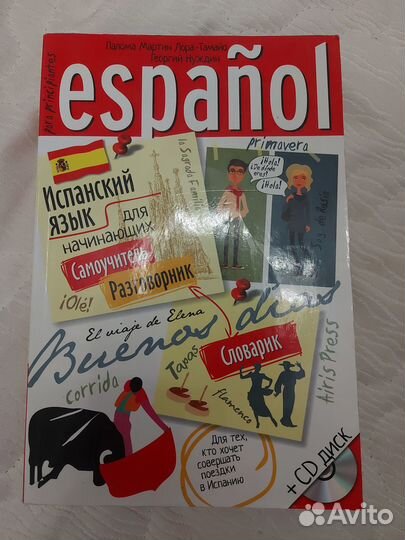 Палома Мартин Лора-Тамайо
Георгий Нуждин
para principiantes
español
Испанский
язык
для
начинающих
Самоучитель
Разговорник
¡Olé!
la Sagrada Familia
primavera
¡Hola!
¿De dónde
eres?
¡Hola!
El viaje de Elena
Buenos días
corrida
Словарик
Tapas
flamenco
Airis Press
Для тех,
кто хочет
совершать
поездки
в Испанию
+ CD ДИСК
Avito